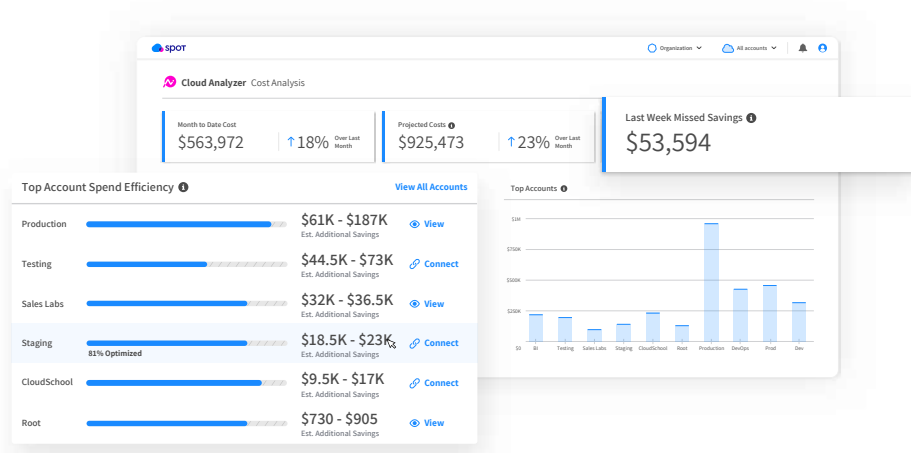 spot
Organization
All accounts
Cloud Analyzer Cost Analysis
Month to Date Cost
$563,972
18%
Over Last
Month
Projected Costs
$925,473
23%
Over Last
Month
Last Week Missed Savings
$53,594
Top Account Spend Efficiency
View All Accounts
Production
$61K - $187K
Est. Additional Savings
View
Testing
$44.5K - $73K
Est. Additional Savings
Connect
Sales Labs
$32K - $36.5K
Est. Additional Savings
View
Staging
81% Optimized
$18.5K - $23K
Est. Additional Savings
Connect
CloudSchool
$9.5K - $17K
Est. Additional Savings
Connect
Root
$730 - $905
Est. Additional Savings
View
Top Accounts
$1M
$750K
$500K
$250K
$0
BI
Testing
Sales Labs
Staging
CloudSchool
Root
Production
DevOps
Prod
Dev